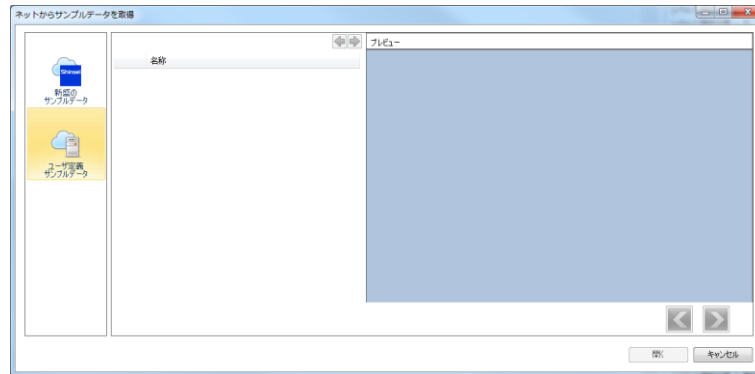 ネットからサンプルデータを取得
プレビュー
名称
Shinsei
新盛の
サンプルデータ
ユーザ定義
サンプルデータ
開く
キャンセル